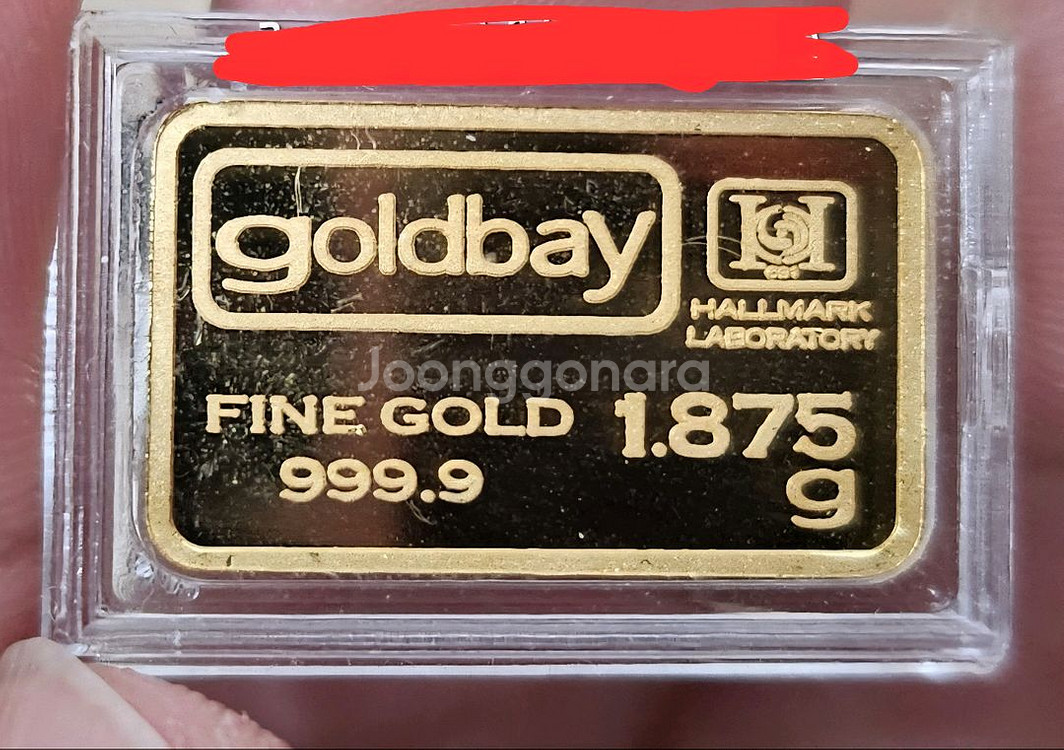 goldbay
HALLMARK
LABORATORY
Joonggonara
FINE GOLD
1.875
999.9
g